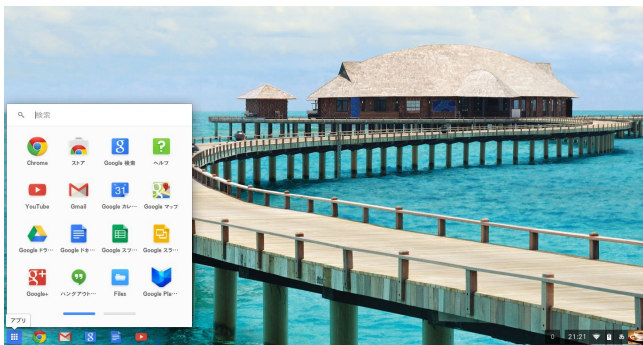 検索
Chrome
ストア
Google 検索
ヘルプ
YouTube
Gmail
Google カレ…
Google マップ
Google ドラ…
Google ドキ…
Google スプ…
Google スラ…
Google+
ハングアウト…
Files
Google Pla…
アプリ
0 21:21 あ